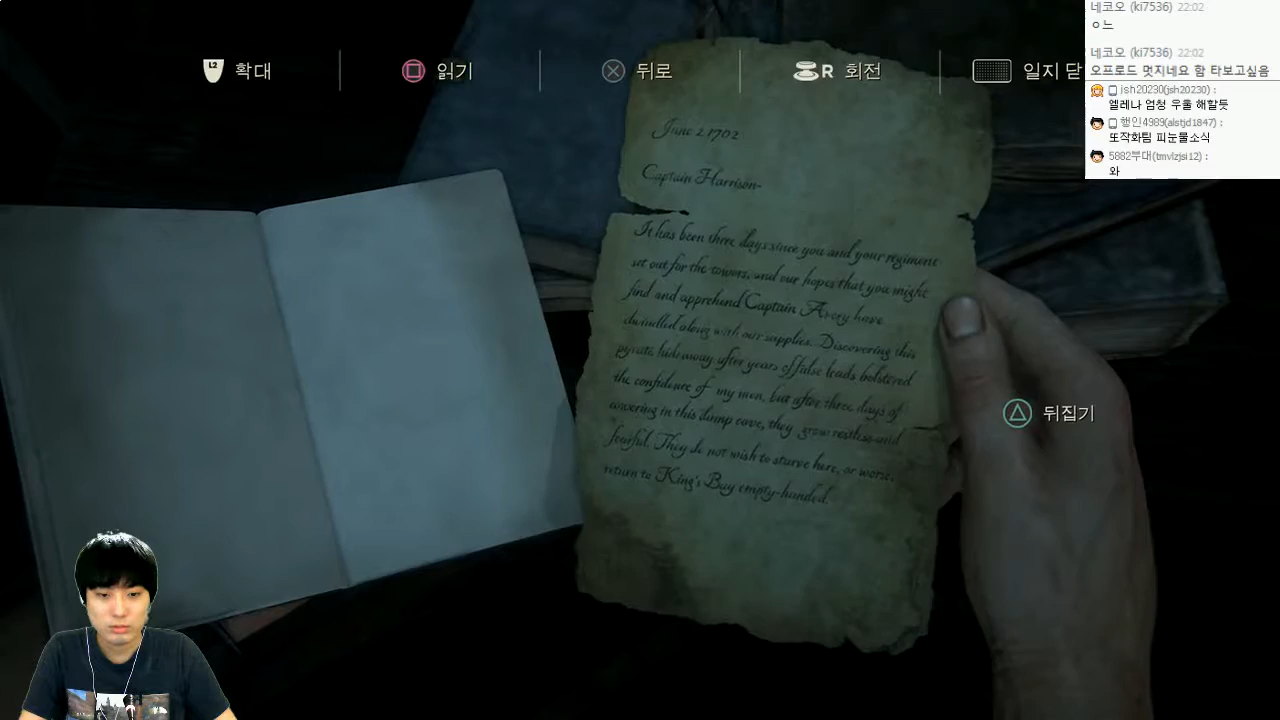 L2 확대
읽기
뒤로
R 회전
일지 닫
네코오 (ki7536) 22:02
ㅇ느
네코오 (ki7536) 22:02
오프로드 멋지네요 함 타보고싶음
jsh20230(jsh20230) :
엘레나 엄청 우울 해할듯
행인4989(alstjd1847) :
또작화팀 피눈물소식
5882부대(tmvlzjsi12) :
와
June 2 1702
Captain Harrison-
It has been three days since you and your regiment
set out for the towers, and our hopes that you might
find and apprehend Captain Avery have
dwindled along with our supplies. Discovering this
pyrate hideaway after years of false leads bolstered
the confidence of my men, but after three days of
cowering in this damp cave, they grow restless and
fearful. They do not wish to starve here, or worse,
return to King's Bay empty-handed.
뒤집기